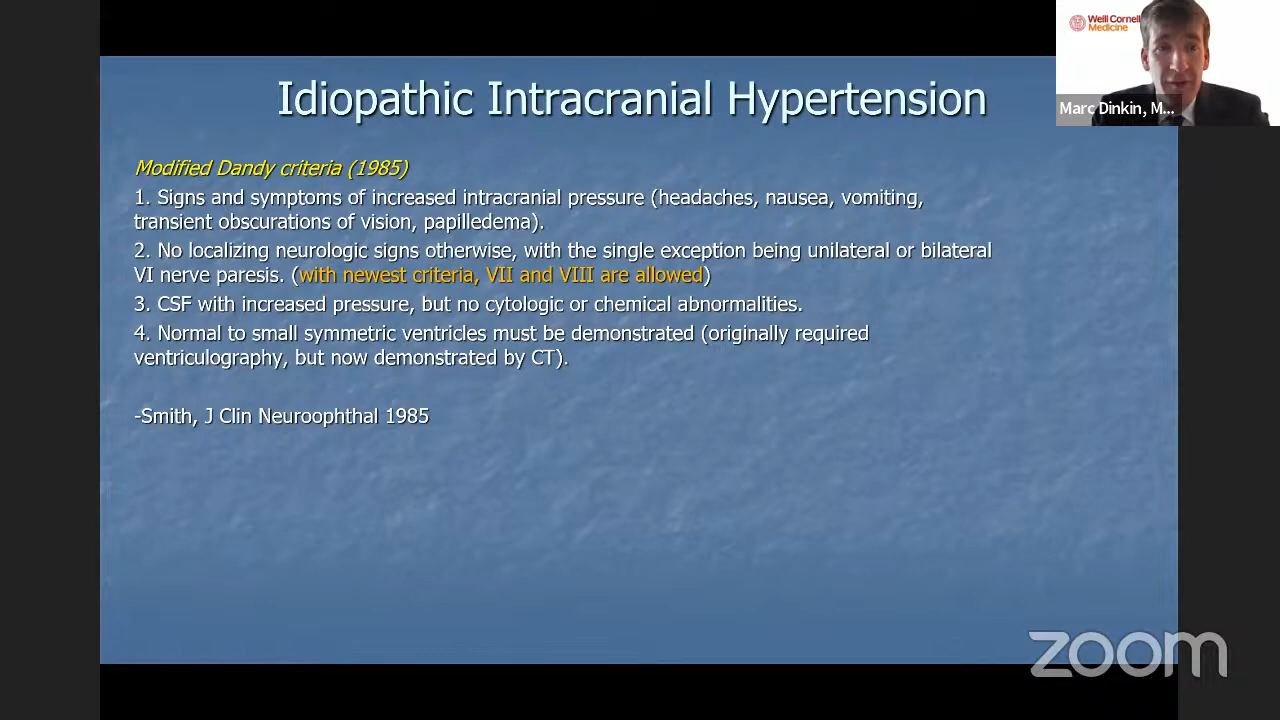 Weill Cornell
Medicine
Marc Dinkin, M...
Idiopathic Intracranial Hypertension
Modified Dandy criteria (1985)
1. Signs and symptoms of increased intracranial pressure (headaches, nausea, vomiting,
transient obscurations of vision, papilledema).
2. No localizing neurologic signs otherwise, with the single exception being unilateral or bilateral
VI nerve paresis. (with newest criteria, VII and VIII are allowed)
3. CSF with increased pressure, but no cytologic or chemical abnormalities.
4. Normal to small symmetric ventricles must be demonstrated (originally required
ventriculography, but now demonstrated by CT).
-Smith, J Clin Neuroophthal 1985
zoom